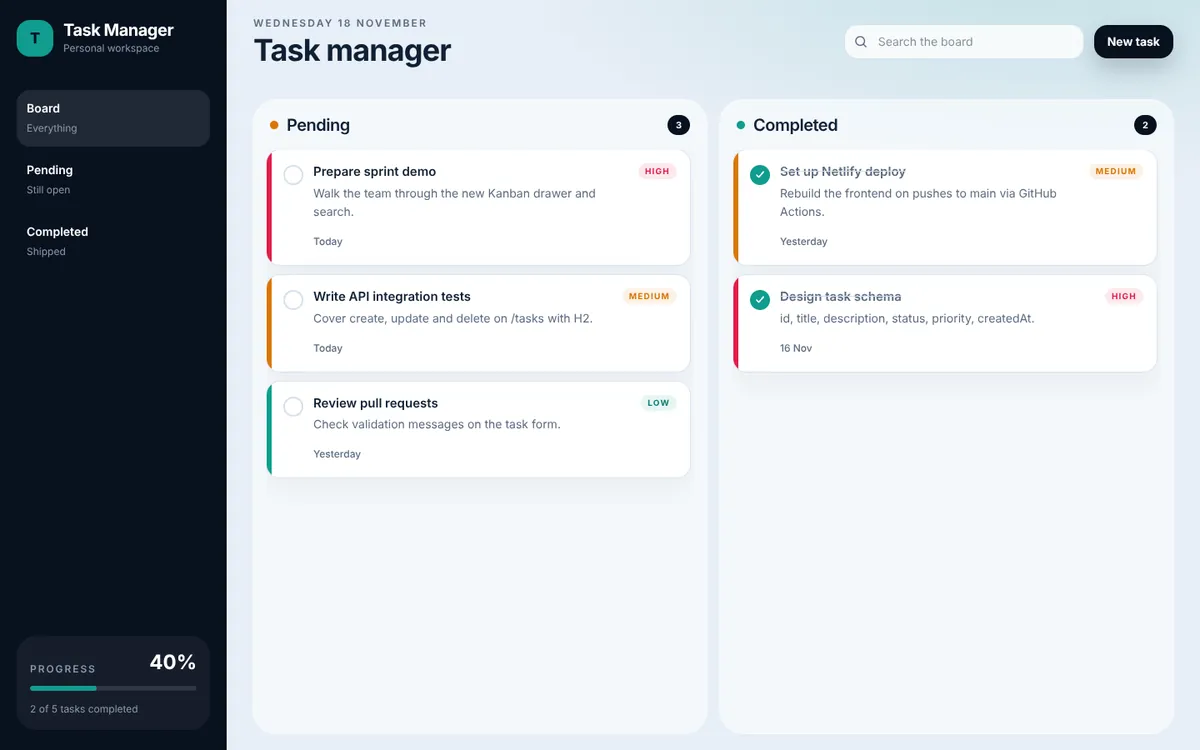 T
Task Manager
Personal workspace
Board
Everything
Pending
Still open
Completed
Shipped
PROGRESS
40%
2 of 5 tasks completed
WEDNESDAY 18 NOVEMBER
Task manager
Search the board
New task
Pending
3
Prepare sprint demo
HIGH
Walk the team through the new Kanban drawer and
search.
Today
Write API integration tests
MEDIUM
Cover create, update and delete on /tasks with H2.
Today
Review pull requests
LOW
Check validation messages on the task form.
Yesterday
Completed
2
Set up Netlify deploy
MEDIUM
Rebuild the frontend on pushes to main via GitHub
Actions.
Yesterday
Design task schema
HIGH
id, title, description, status, priority, createdAt.
16 Nov